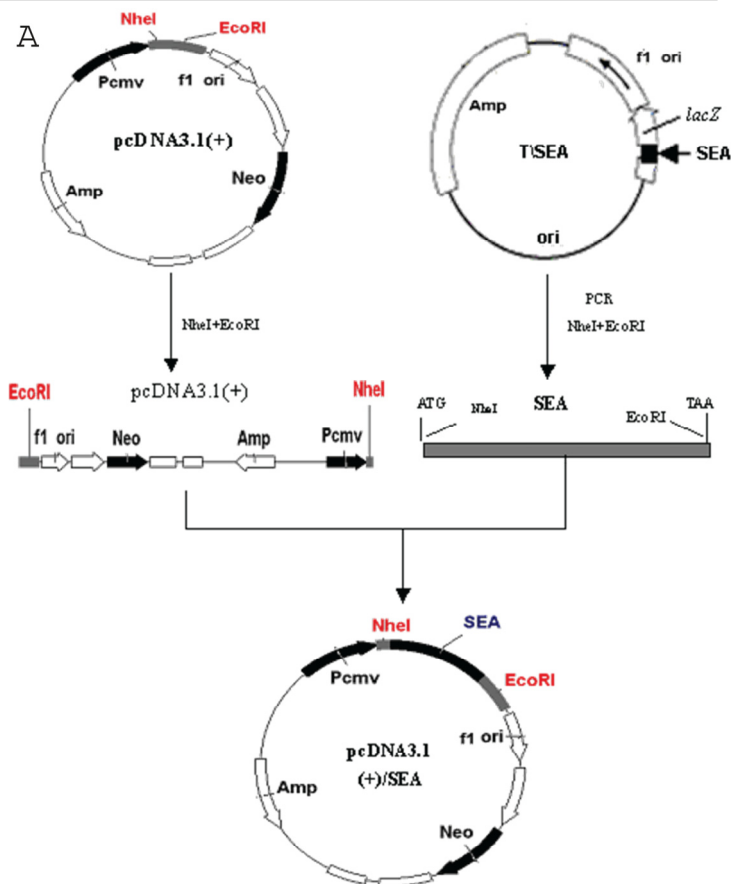 A
NheI
EcoRI
Pcmv
f1 ori
pcDNA3.1(+)
Neo
Amp
f1 ori
Amp
lacZ
T\SEA
SEA
ori
NheI+EcoRI
PCR
NheI+EcoRI
EcoRI
pcDNA3.1(+)
NheI
f1 ori
Neo
Amp
Pcmv
ATG
NheI
SEA
EcoRI
TAA
NheI
SEA
Pcmv
EcoRI
pcDNA3.1
(+)/SEA
f1 ori
Amp
Neo